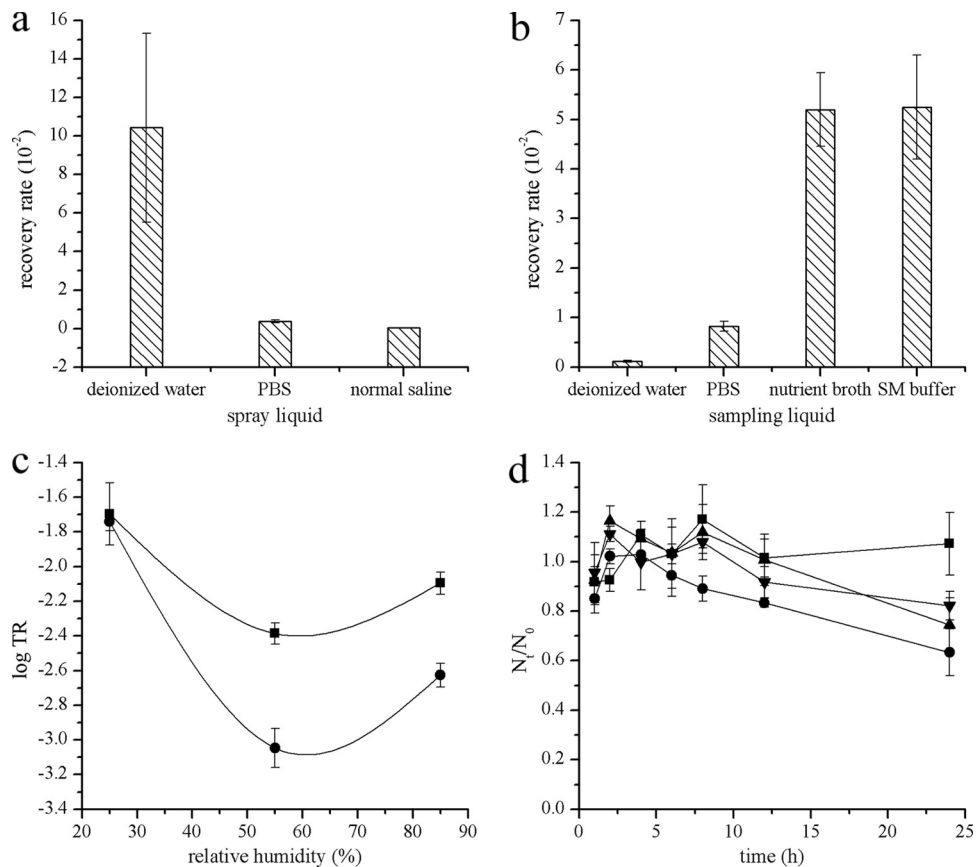 a
16
14
12
10
8
6
4
2
0
-2
recovery rate (10⁻²)
deionized water PBS normal saline
spray liquid
b
7
6
5
4
3
2
1
0
recovery rate (10⁻²)
deionized water PBS nutrient broth SM buffer
sampling liquid
c
-1.4
-1.6
-1.8
-2.0
-2.2
-2.4
-2.6
-2.8
-3.0
-3.2
-3.4
log TR
20 30 40 50 60 70 80 90
relative humidity (%)
d
1.4
1.2
1.0
0.8
0.6
0.4
0.2
0.0
Nt/N0
0 5 10 15 20 25
time (h)